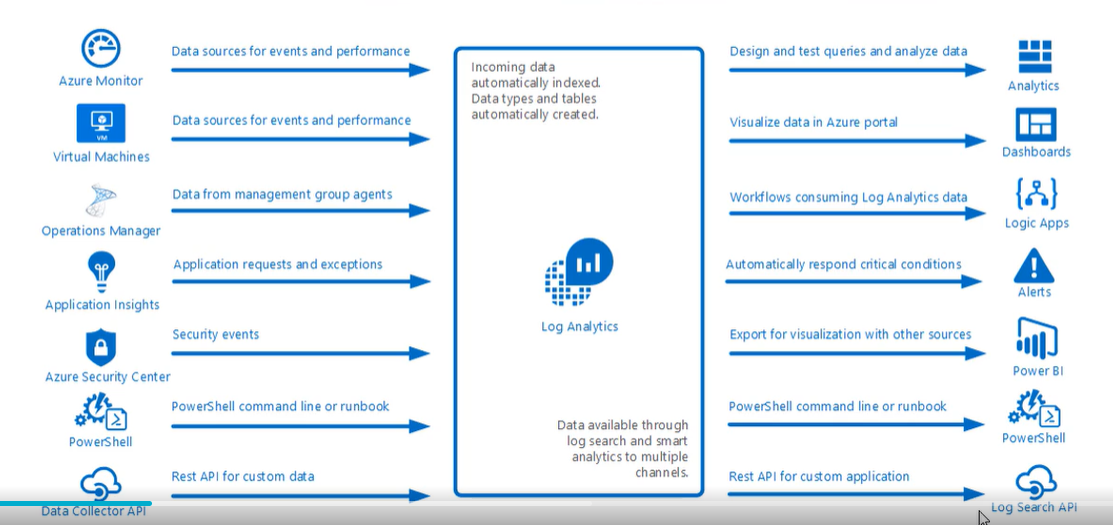 Data sources for events and performance
Azure Monitor
Data sources for events and performance
VM
Virtual Machines
Data from management group agents
Operations Manager
Application requests and exceptions
Application Insights
Security events
Azure Security Center
PowerShell command line or runbook
PowerShell
Rest API for custom data
Data Collector API
Incoming data
automatically indexed.
Data types and tables
automatically created.
Log Analytics
Data available through
log search and smart
analytics to multiple
channels.
Design and test queries and analyze data
Analytics
Visualize data in Azure portal
Dashboards
Workflows consuming Log Analytics data
Logic Apps
Automatically respond critical conditions
Alerts
Export for visualization with other sources
Power BI
PowerShell command line or runbook
PowerShell
Rest API for custom application
Log Search API